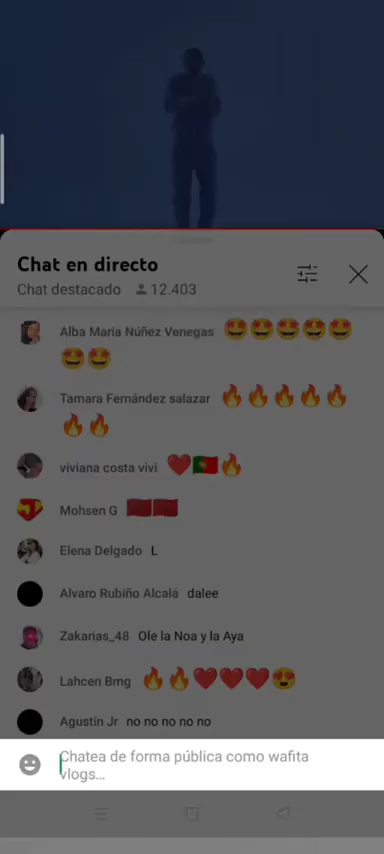 Chat en directo
Chat destacado 12.403
Alba María Núñez Venegas 🤩🤩🤩🤩🤩
🤩🤩
Tamara Fernández salazar 🔥🔥🔥🔥🔥
🔥🔥
viviana costa vivi ❤️🇵🇹🔥
Mohsen G 🇲🇦🇲🇦
Elena Delgado L
Alvaro Rubiño Alcalá dalee
Zakarias_48 Ole la Noa y la Aya
Lahcen Bmg 🔥🔥❤️❤️❤️😍
Agustín Jr no no no no no
Chatea de forma pública como wafita
vlogs...